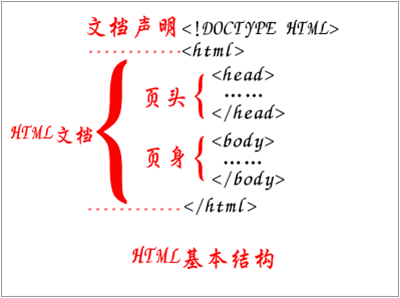 文档声明<!DOCTYPE HTML>
<html>
<head>
页头 ……
</head>
HTML文档
<body>
页身 ……
</body>
</html>
HTML基本结构